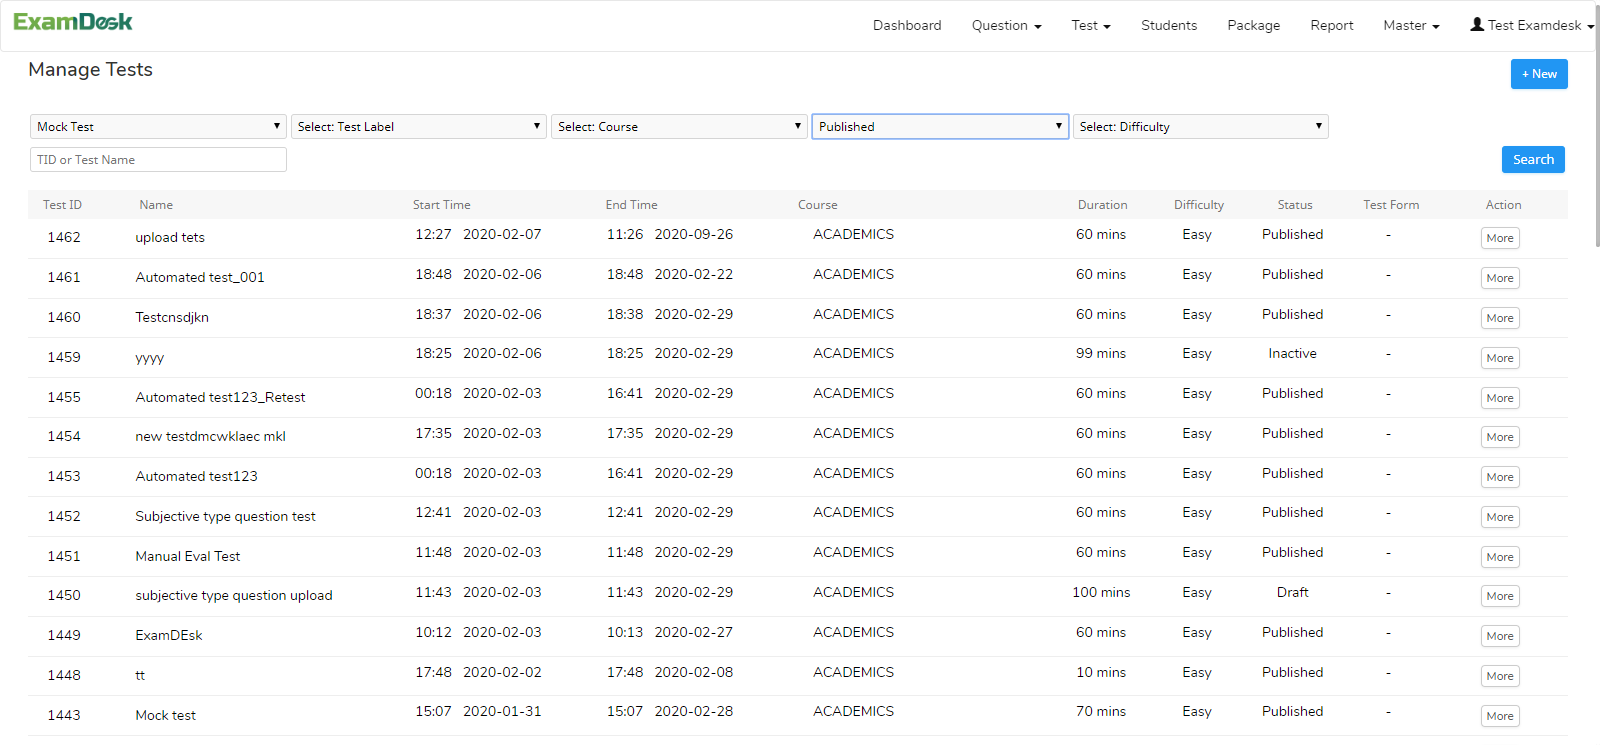 ExamDesk Dashboard Question Test Students Package Report Master Test Examdesk
Manage Tests + New
Mock Test Select: Test Label Select: Course Published Select: Difficulty
TID or Test Name Search
Test ID Name Start Time End Time Course Duration Difficulty Status Test Form Action
1462 upload tets 12:27 2020-02-07 11:26 2020-09-26 ACADEMICS 60 mins Easy Published - More
1461 Automated test_001 18:48 2020-02-06 18:48 2020-02-22 ACADEMICS 60 mins Easy Published - More
1460 Testcnsdjkn 18:37 2020-02-06 18:38 2020-02-29 ACADEMICS 60 mins Easy Published - More
1459 yyyy 18:25 2020-02-06 18:25 2020-02-29 ACADEMICS 99 mins Easy Inactive - More
1455 Automated test123_Retest 00:18 2020-02-03 16:41 2020-02-29 ACADEMICS 60 mins Easy Published - More
1454 new testdmcwklaec mkl 17:35 2020-02-03 17:35 2020-02-29 ACADEMICS 60 mins Easy Published - More
1453 Automated test123 00:18 2020-02-03 16:41 2020-02-29 ACADEMICS 60 mins Easy Published - More
1452 Subjective type question test 12:41 2020-02-03 12:41 2020-02-29 ACADEMICS 60 mins Easy Published - More
1451 Manual Eval Test 11:48 2020-02-03 11:48 2020-02-29 ACADEMICS 60 mins Easy Published - More
1450 subjective type question upload 11:43 2020-02-03 11:43 2020-02-29 ACADEMICS 100 mins Easy Draft - More
1449 ExamDEsk 10:12 2020-02-03 10:13 2020-02-27 ACADEMICS 60 mins Easy Published - More
1448 tt 17:48 2020-02-02 17:48 2020-02-08 ACADEMICS 10 mins Easy Published - More
1443 Mock test 15:07 2020-01-31 15:07 2020-02-28 ACADEMICS 70 mins Easy Published - More